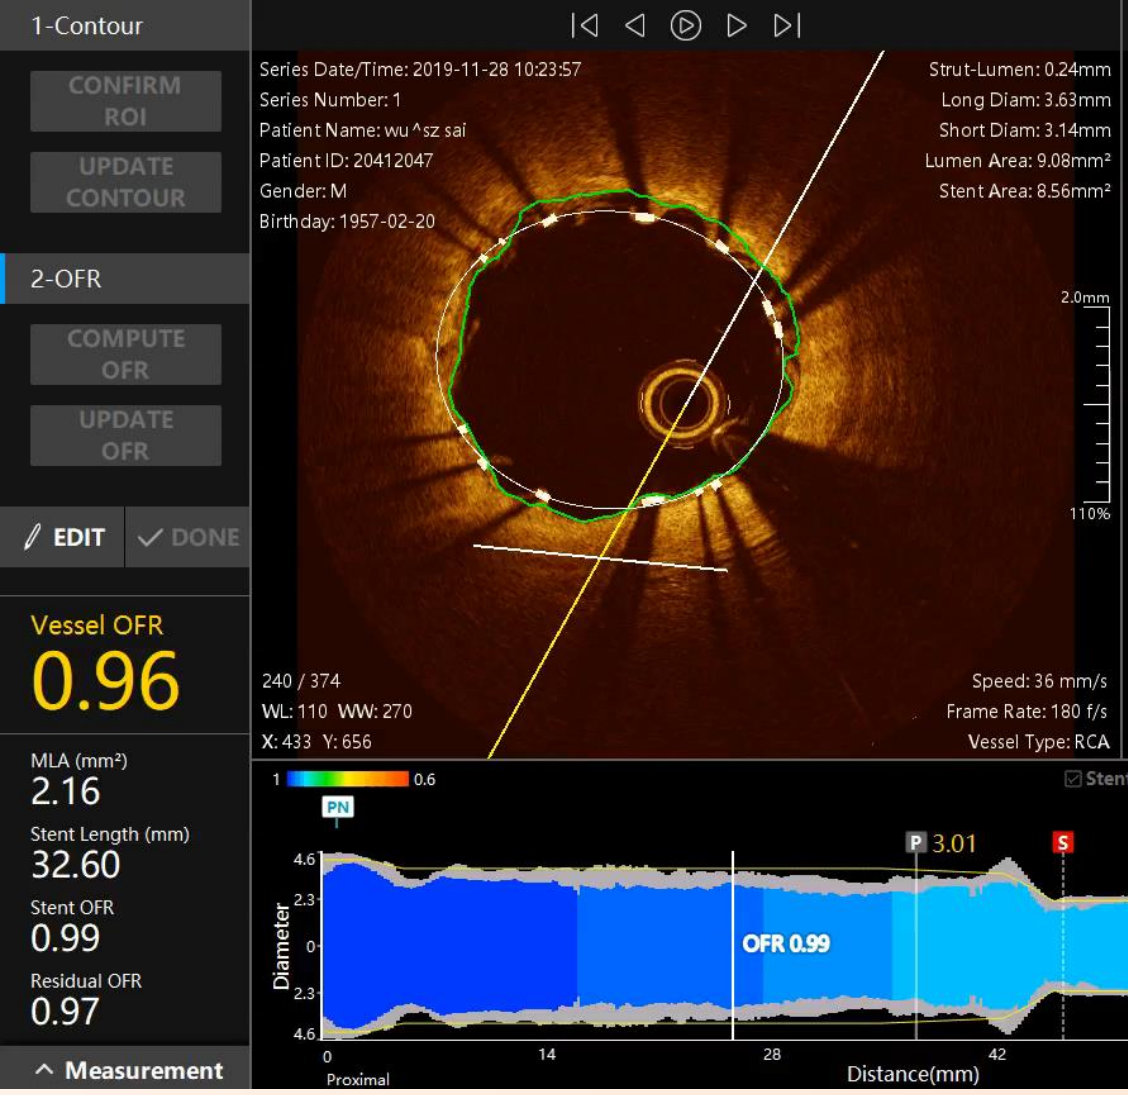 1-Contour
CONFIRM
ROI
UPDATE
CONTOUR
2-OFR
COMPUTE
OFR
UPDATE
OFR
EDIT
DONE
Vessel OFR
0.96
MLA (mm²)
2.16
Stent Length (mm)
32.60
Stent OFR
0.99
Residual OFR
0.97
Measurement
Series Date/Time: 2019-11-28 10:23:57
Series Number: 1
Patient Name: wu ^sz sai
Patient ID: 20412047
Gender: M
Birthday: 1957-02-20
Strut-Lumen: 0.24mm
Long Diam: 3.63mm
Short Diam: 3.14mm
Lumen Area: 9.08mm²
Stent Area: 8.56mm²
2.0mm
110%
240 / 374
WL: 110 WW: 270
X: 433 Y: 656
Speed: 36 mm/s
Frame Rate: 180 f/s
Vessel Type: RCA
1
0.6
Stent
PN
P 3.01
S
4.6
2.3
0
2.3
4.6
Diameter
OFR 0.99
0
14
28
42
Proximal
Distance(mm)